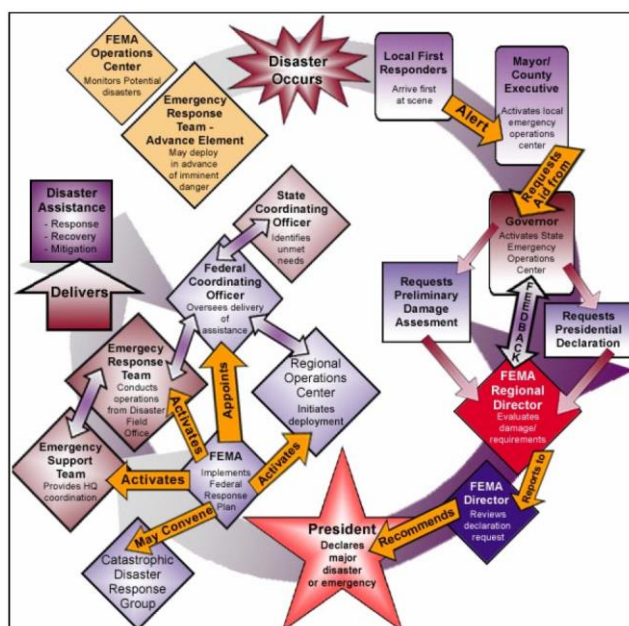 FEMA
Operations
Center
Monitors Potential
disasters
Emergency
Response Team -
Advance Element
May deploy
in advance
of imminent
danger
Disaster
Occurs
Local First
Responders
Arrive first
at scene
Alert
Mayor/
County
Executive
Activates local
emergency
operations
center
Requests
Aid from
Governor
Activates State
Emergency
Operations
Center
Requests
Preliminary
Damage
Assesment
FEEDBACK
Requests
Presidential
Declaration
FEMA
Regional
Director
Evaluates
damage/
requirements
Reports to
FEMA
Director
Reviews
declaration
request
Recommends
President
Declares
major
disaster
or emergency
FEMA
Implements
Federal
Response
Plan
Appoints
Activates
Activates
Activates
May Convene
Catastrophic
Disaster
Response
Group
Regional
Operations
Center
Initiates
deployment
Federal
Coordinating
Officer
Oversees delivery
of
assistance
State
Coordinating
Officer
Identifies
unmet
needs
Emergecy
Response
Team
Conducts
operations
from Disaster
Field
Office
Emergency
Support
Team
Provides HQ
coordination
Delivers
Disaster
Assistance
- Response
- Recovery
- Mitigation